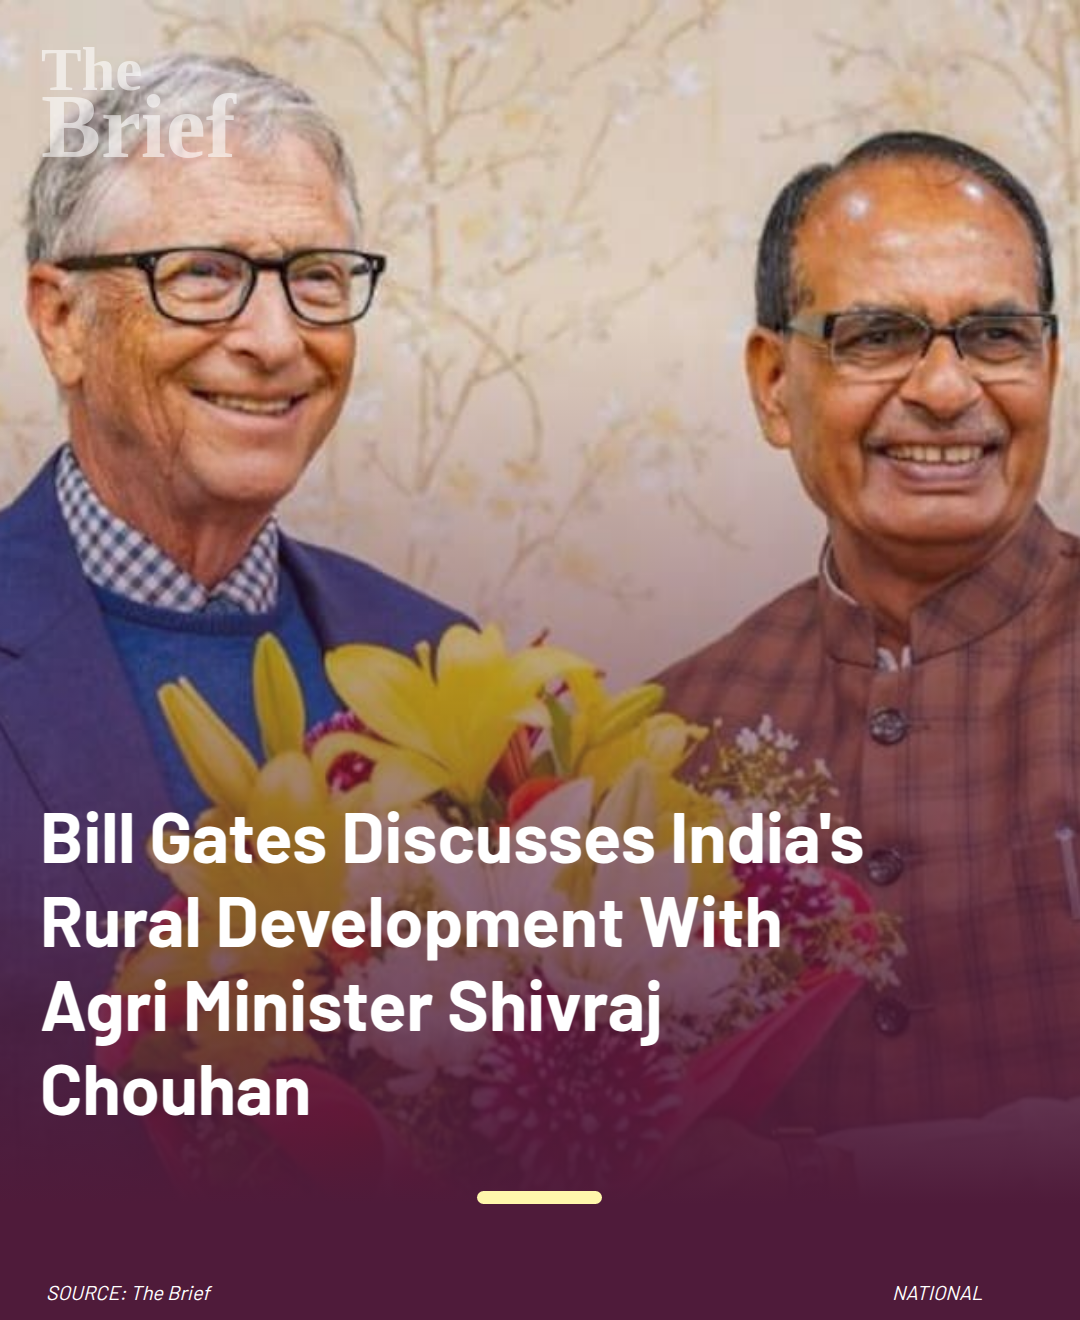 The
Brief
Bill Gates Discusses India's
Rural Development With
Agri Minister Shivraj
Chouhan
SOURCE: The Brief
NATIONAL